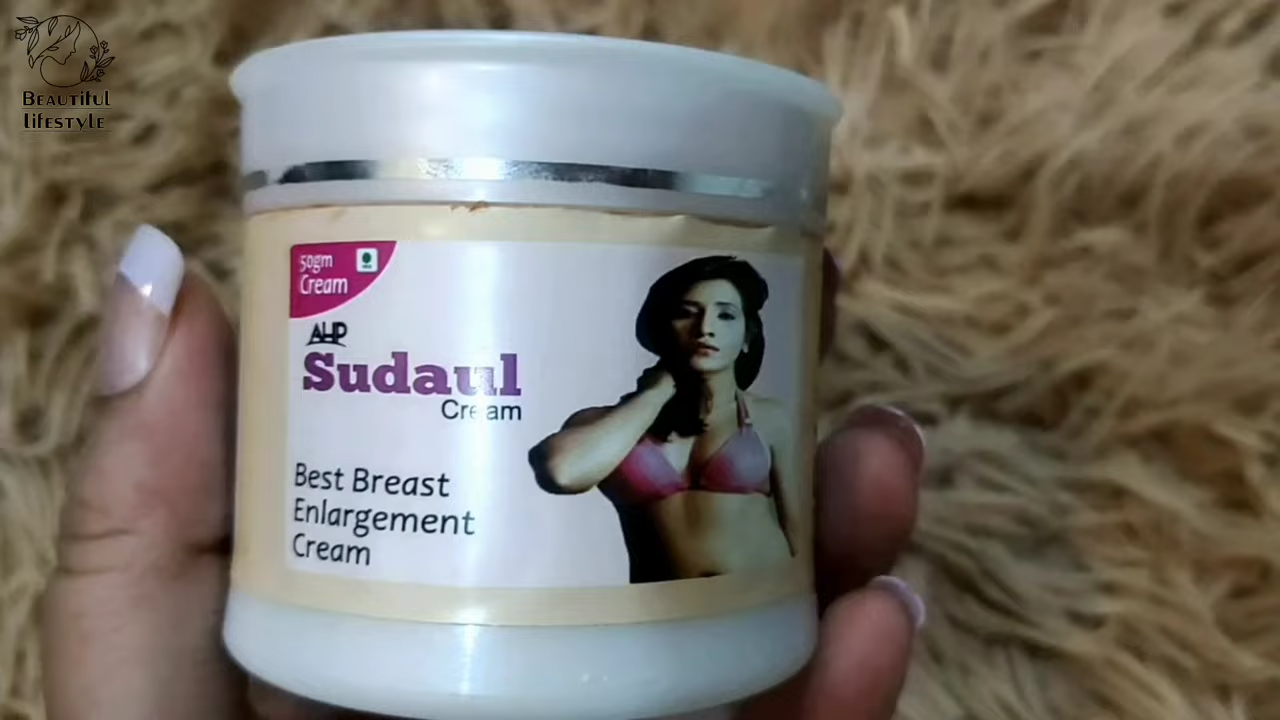 BEAUTIFUL
LIFESTYLE
50gm
Cream
AHP
Sudaul
Cream
Best Breast
Enlargement
Cream